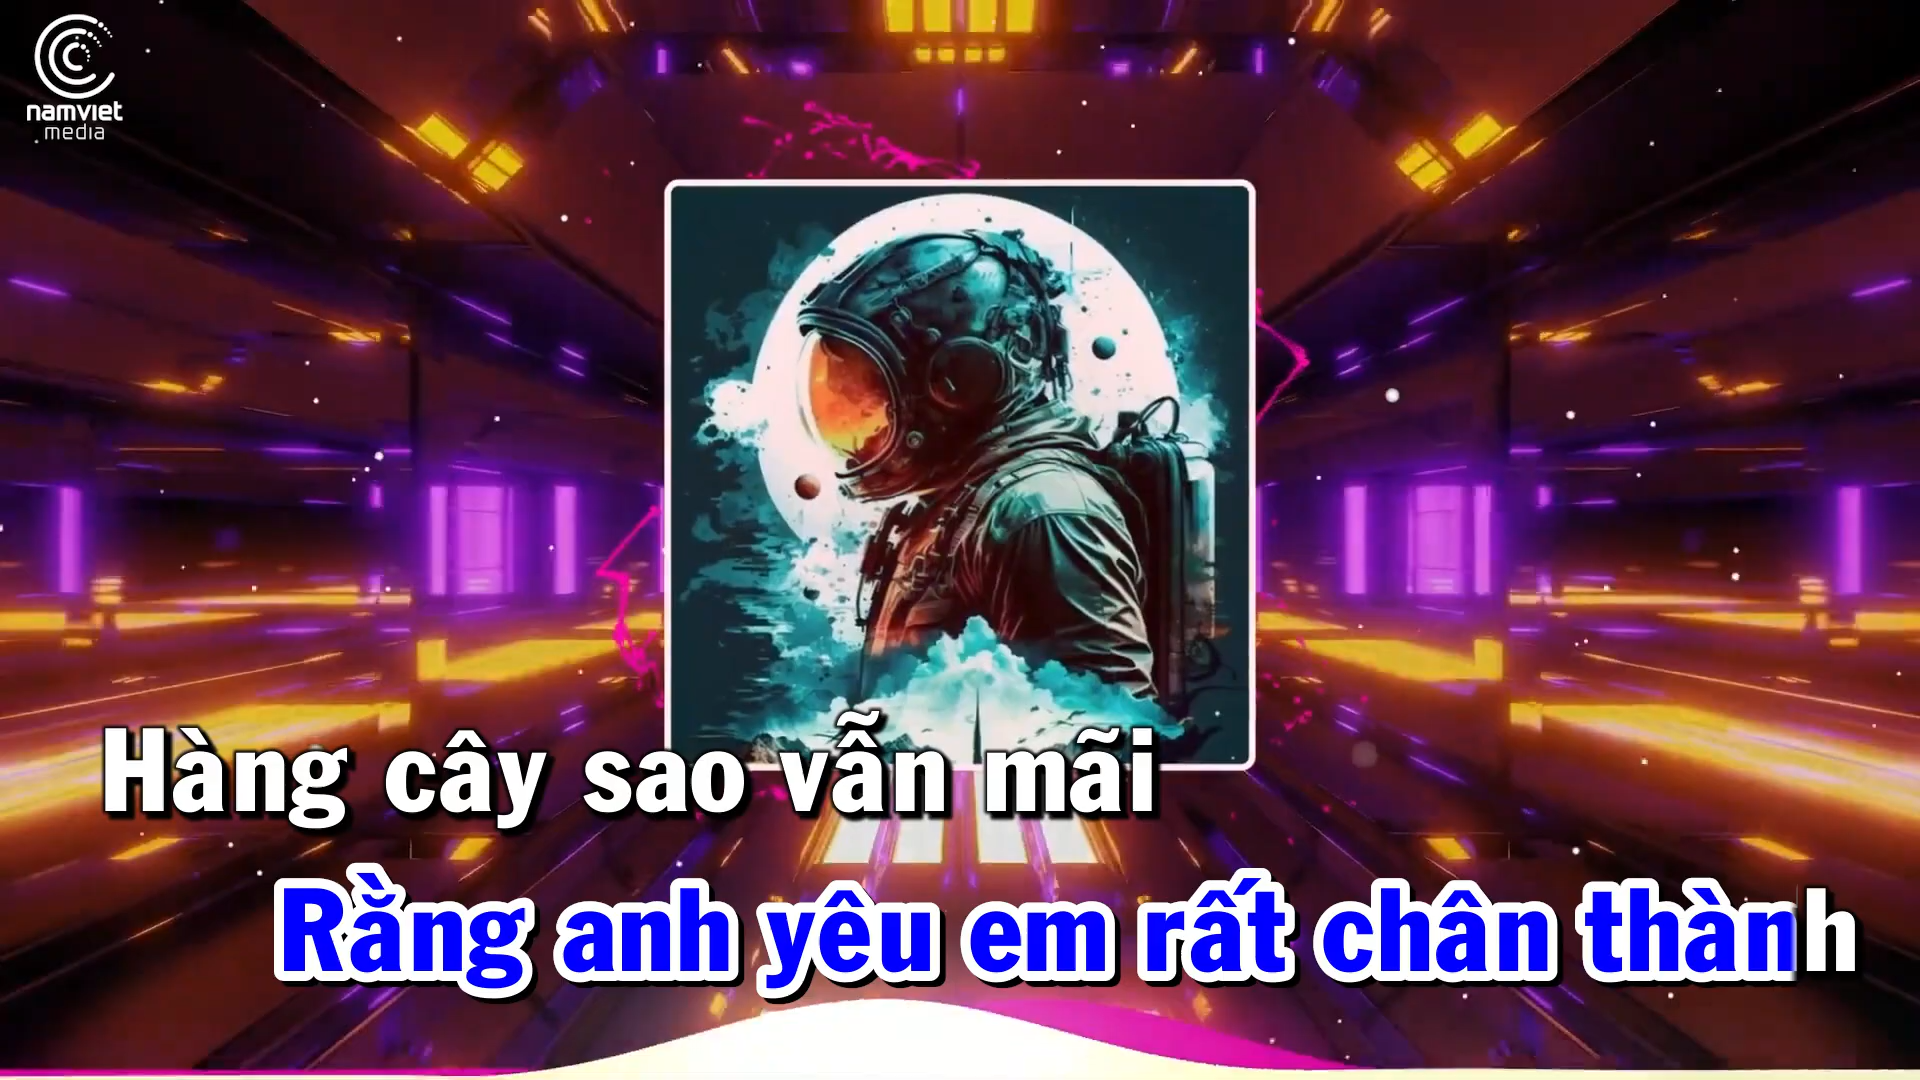 namviet
media
Hàng cây sao vẫn mãi
Rằng anh yêu em rất chân thành